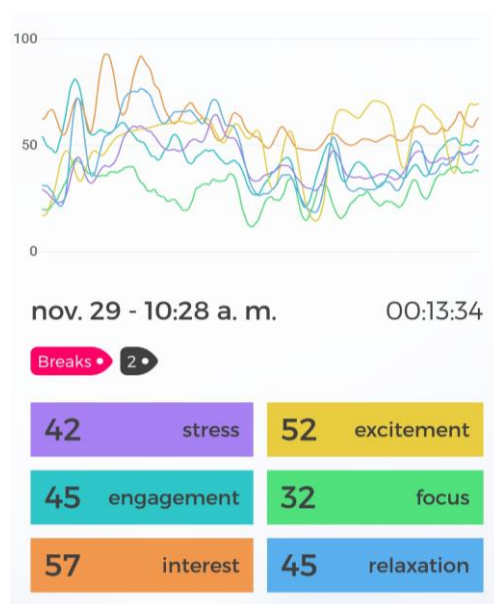 100
50
0
nov. 29 - 10:28 a. m. 00:13:34
Breaks 2
42 stress 52 excitement
45 engagement 32 focus
57 interest 45 relaxation